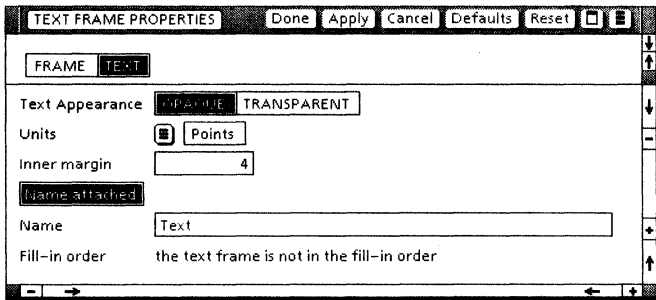 TEXT FRAME PROPERTIES Done Apply Cancel Defaults Reset
FRAME TEXT
Text Appearance OPAQUE TRANSPARENT
Units Points
Inner margin 4
Name attached
Name Text
Fill-in order the text frame is not in the fill-in order